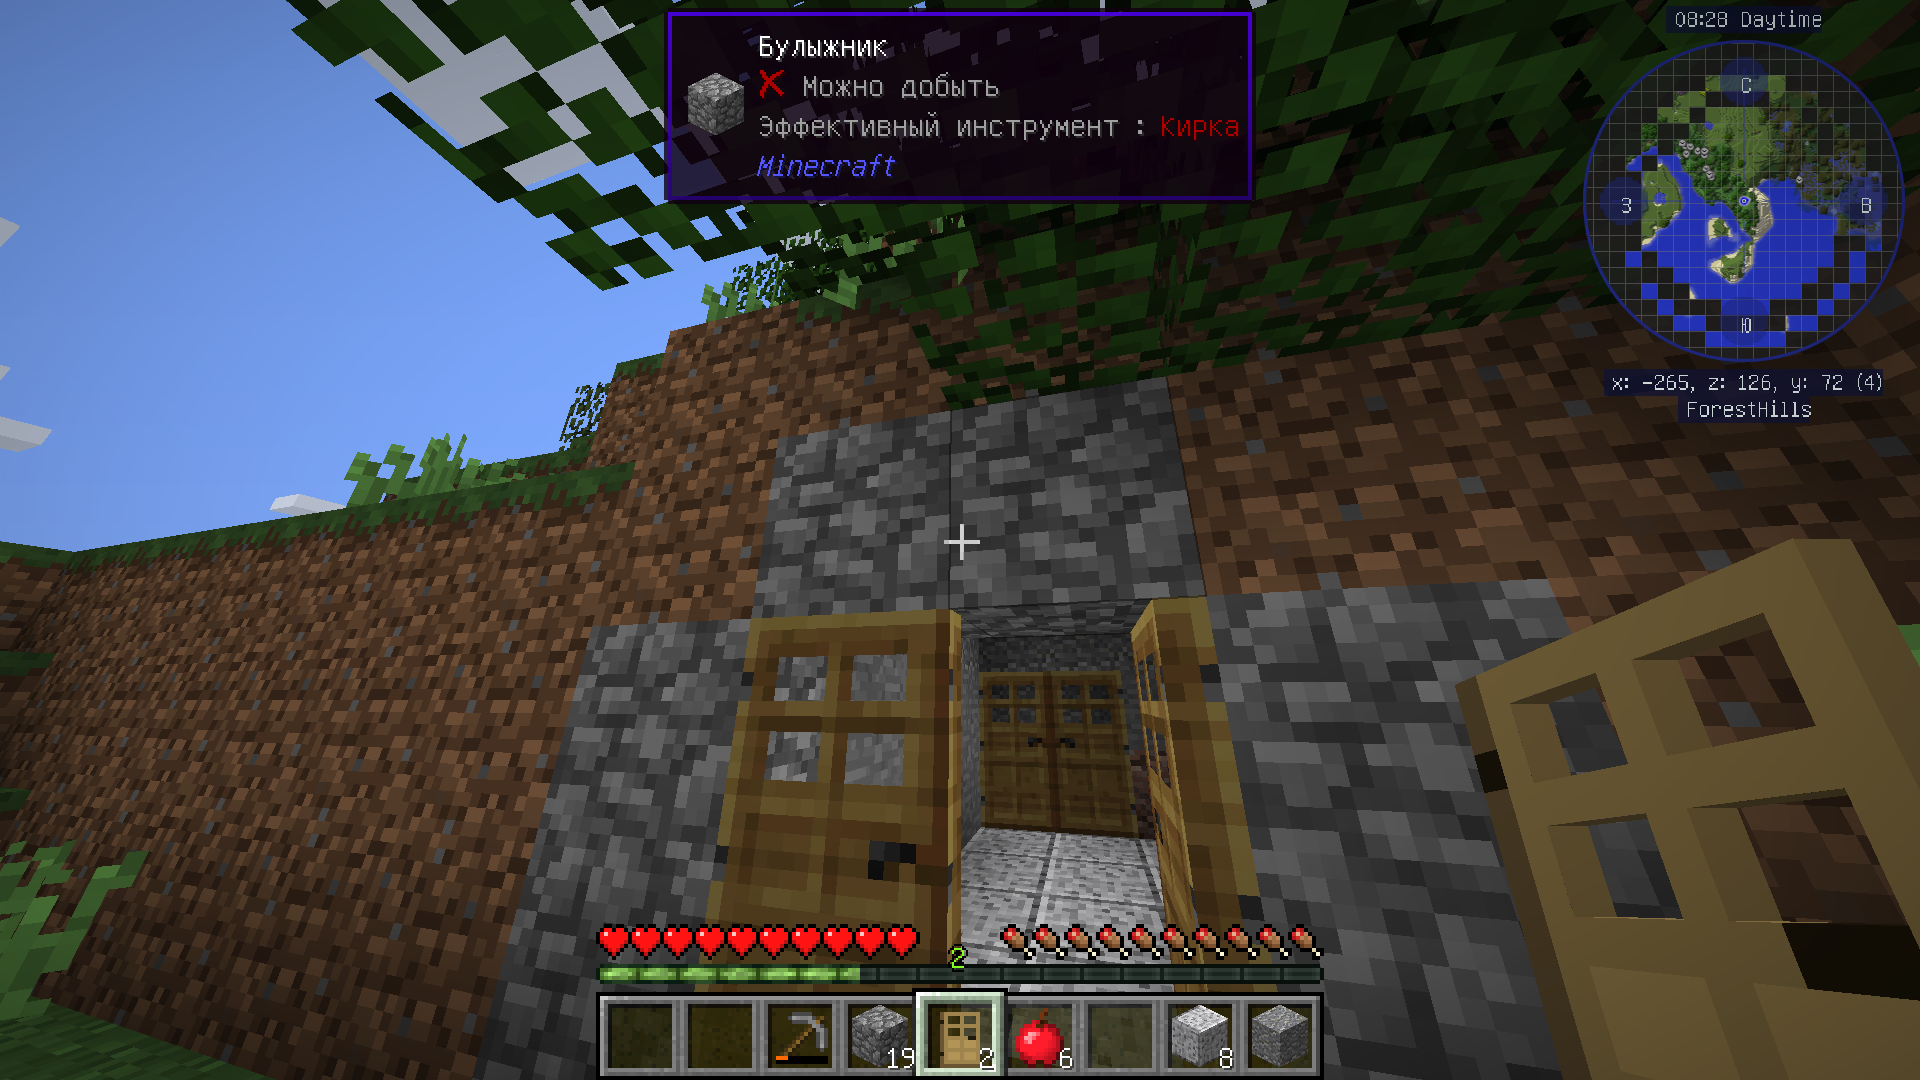 Булыжник
✗ Можно добыть
Эффективный инструмент : Кирка
Minecraft
08:28 Daytime
С
З
В
Ю
x: -265, z: 126, y: 72 (4)
ForestHills
2
19
2
6
8